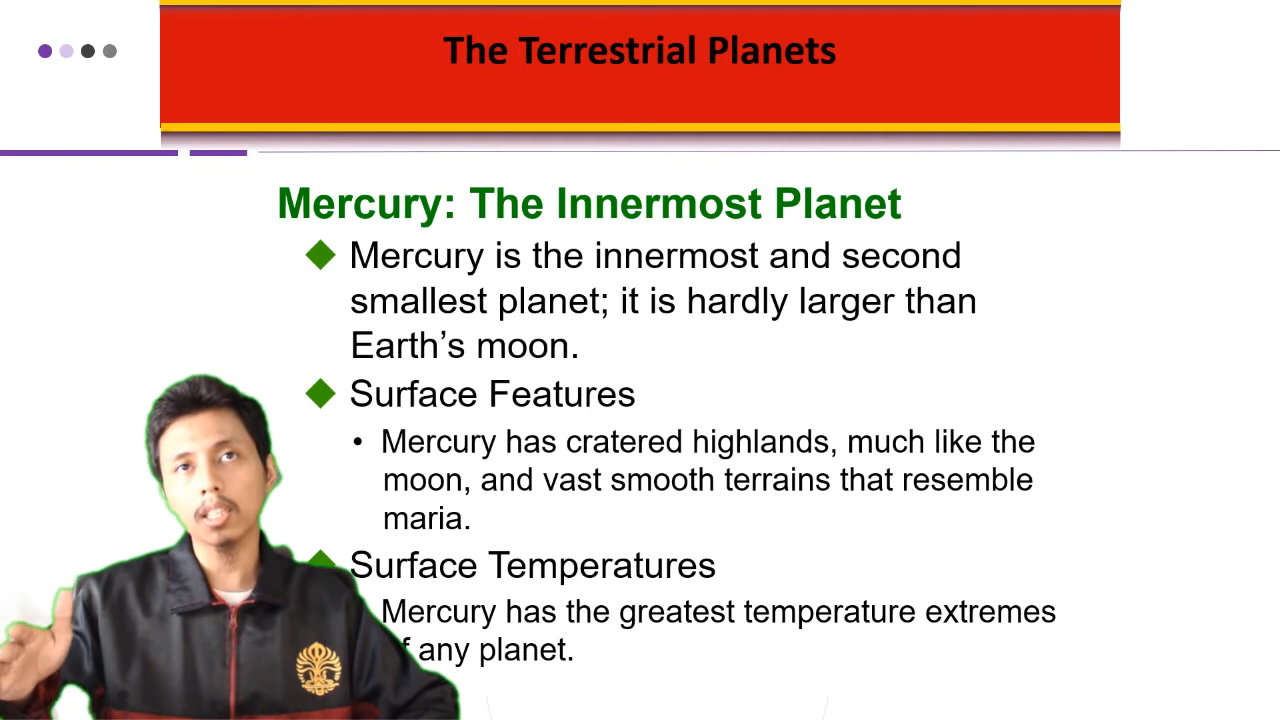 The Terrestrial Planets
Mercury: The Innermost Planet
Mercury is the innermost and second
smallest planet; it is hardly larger than
Earth’s moon.
Surface Features
• Mercury has cratered highlands, much like the
moon, and vast smooth terrains that resemble
maria.
Surface Temperatures
Mercury has the greatest temperature extremes
any planet.